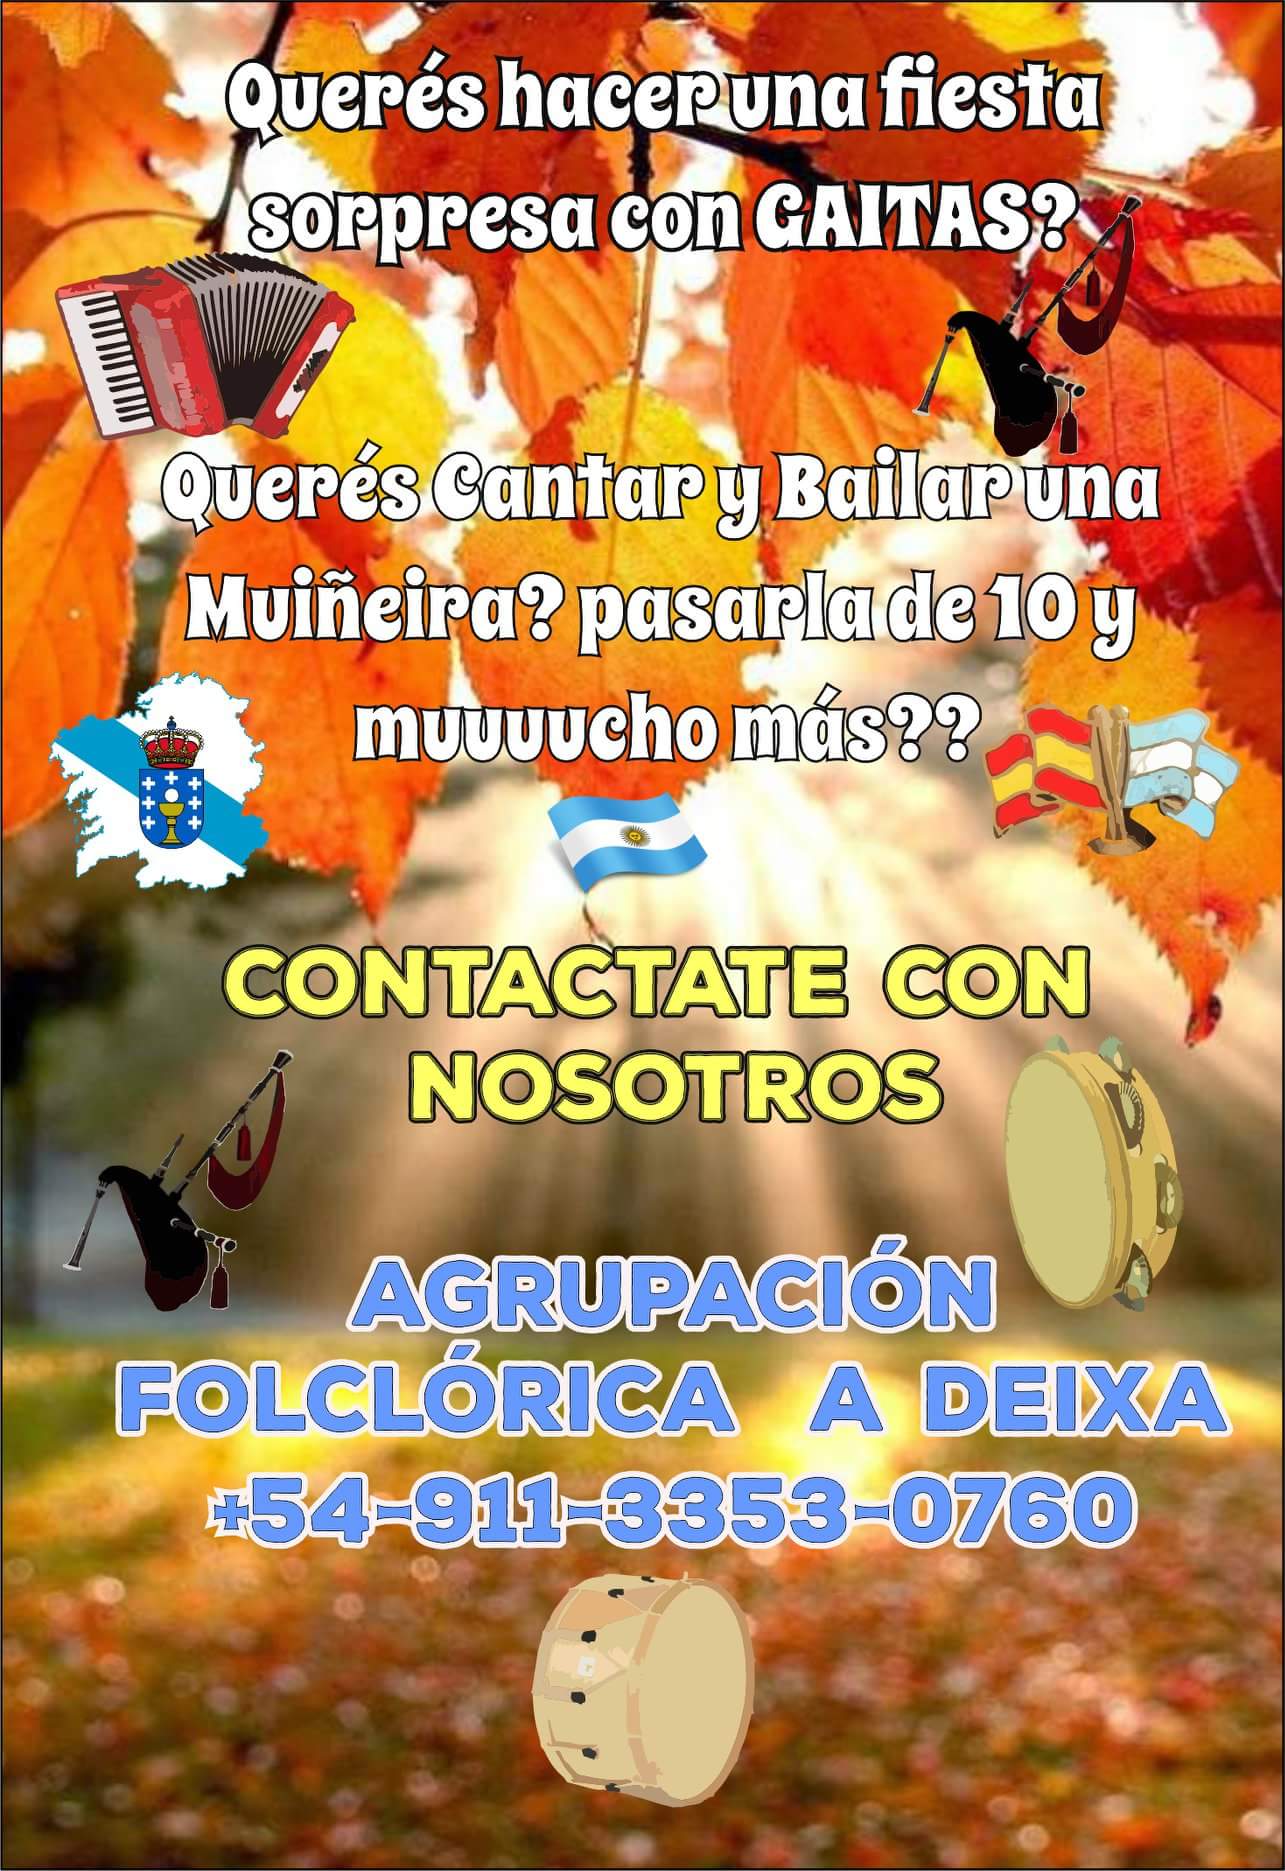 Querés hacer una fiesta
sorpresa con GAITAS?
Querés Cantar y Bailar una
Muiñeira? pasarla de 10 y
muuuucho más??
CONTACTATE CON
NOSOTROS
AGRUPACIÓN
FOLCLÓRICA A DEIXA
+54-911-3353-0760